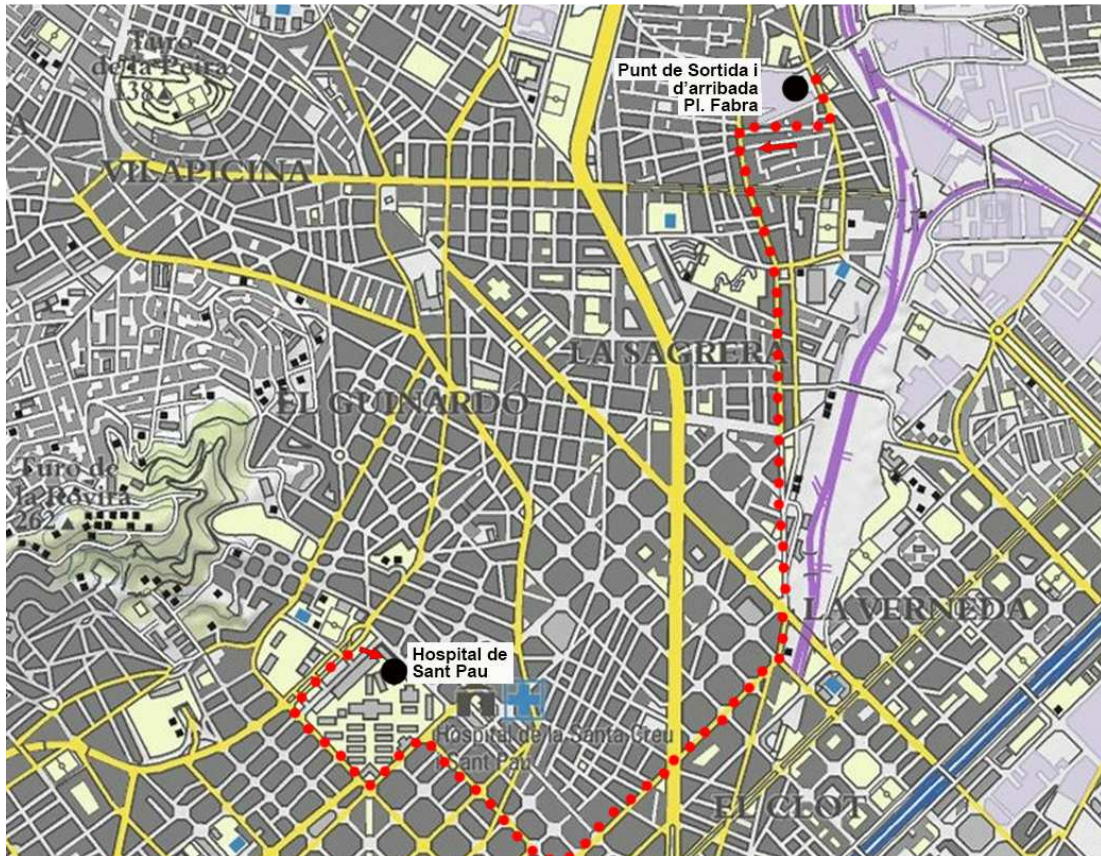 Turó
de la Peira
138
Punt de Sortida i
d'arribada
Pl. Fabra
A
VILAPICINA
LA SAGRERA
EL GUINARDÓ
Turó de
la Rovira
262
LA VERNEDA
Hospital de
Sant Pau
Hospital de la Santa Creu
i Sant Pau
EL CLOT